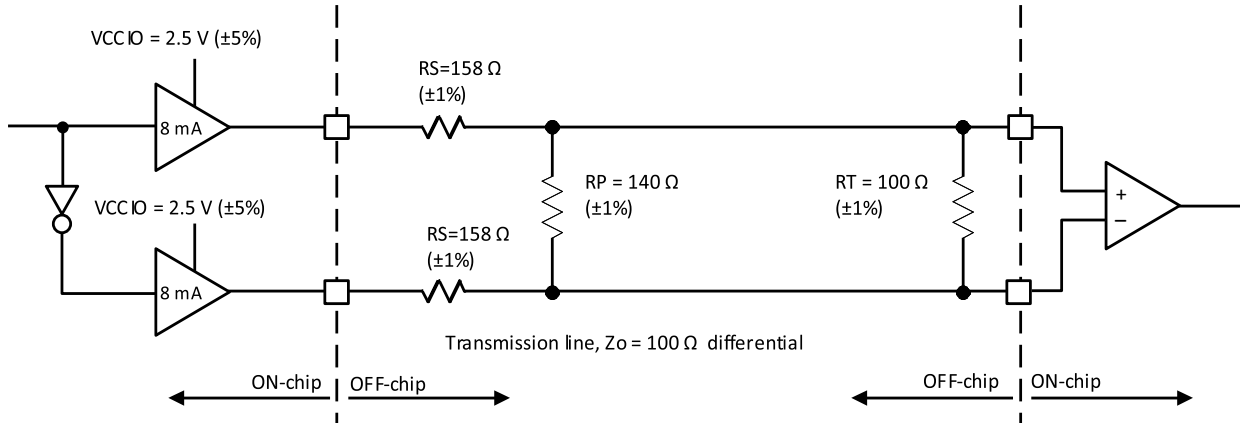 VCCIO = 2.5 V (±5%)
8 mA
RS=158 Ω
(±1%)
RP = 140 Ω
(±1%)
RT = 100 Ω
(±1%)
+
−
VCCIO = 2.5 V (±5%)
8 mA
RS=158 Ω
(±1%)
Transmission line, Zo = 100 Ω differential
ON-chip
OFF-chip
OFF-chip
ON-chip